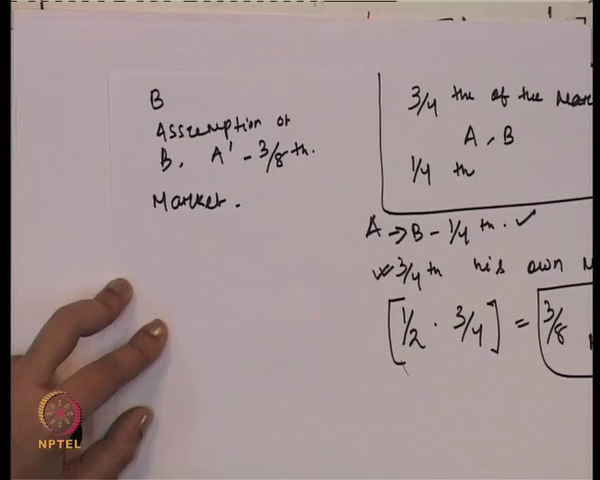 B
Assumption of
B, A' - 3/8 th.
Market.
3/4 the of the
A, B
1/4 th
A → B - 1/4 th. ✓
3/4 th his own
[1/2 . 3/4] = 3/8
NPTEL